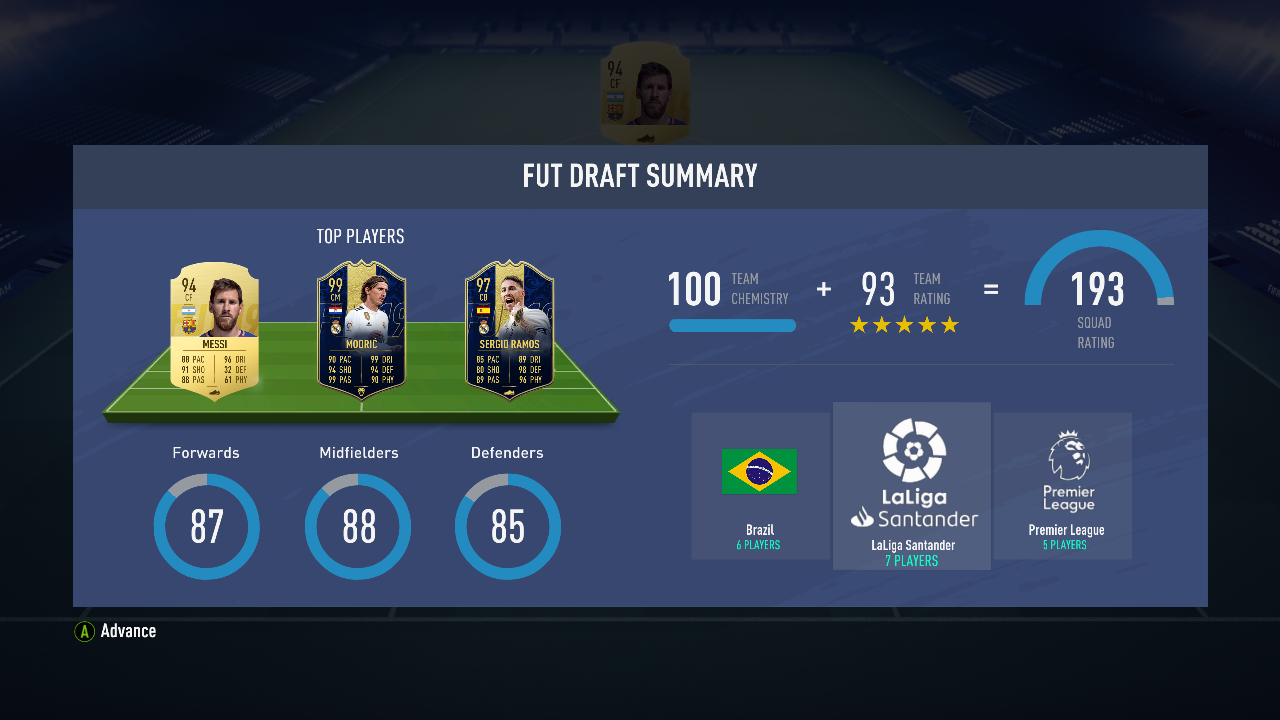 94
CF
FUT DRAFT SUMMARY
TOP PLAYERS
94
CF
MESSI
88 PAC 96 DRI
91 SHO 32 DEF
88 PAS 61 PHY
99
CM
MODRIĆ
90 PAC 99 DRI
94 SHO 94 DEF
99 PAS 90 PHY
97
CB
SERGIO RAMOS
85 PAC 89 DRI
80 SHO 98 DEF
89 PAS 96 PHY
100 TEAM
CHEMISTRY
+
93 TEAM
RATING
=
193
SQUAD
RATING
Forwards
87
Midfielders
88
Defenders
85
Brazil
6 PLAYERS
LaLiga
Santander
LaLiga Santander
7 PLAYERS
Premier
League
Premier League
5 PLAYERS
A Advance